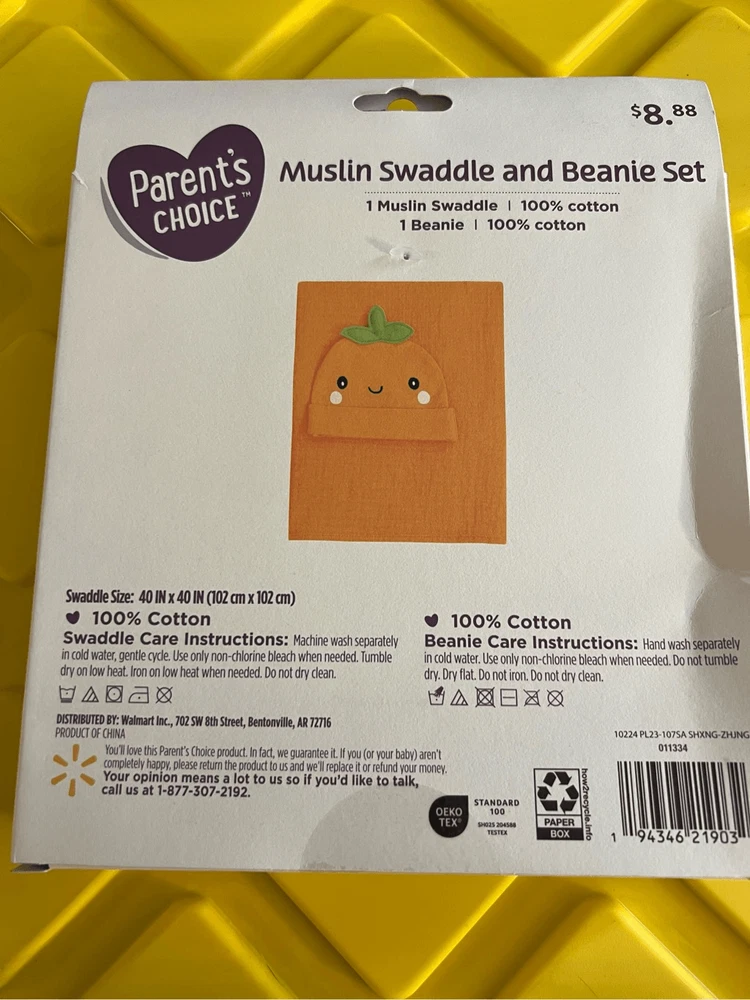 $8.88
Parent's
CHOICE™
Muslin Swaddle and Beanie Set
1 Muslin Swaddle | 100% cotton
1 Beanie | 100% cotton
Swaddle Size: 40 IN x 40 IN (102 cm x 102 cm)
100% Cotton
Swaddle Care Instructions: Machine wash separately
in cold water, gentle cycle. Use only non-chlorine bleach when needed. Tumble
dry on low heat. Iron on low heat when needed. Do not dry clean.
100% Cotton
Beanie Care Instructions: Hand wash separately
in cold water. Use only non-chlorine bleach when needed. Do not tumble
dry. Dry flat. Do not iron. Do not dry clean.
DISTRIBUTED BY: Walmart Inc., 702 SW 8th Street, Bentonville, AR 72716
PRODUCT OF CHINA
You'll love this Parent's Choice product. In fact, we guarantee it. If you (or your baby) aren't
completely happy, please return the product to us and we'll replace it or refund your money.
Your opinion means a lot to us so if you'd like to talk,
call us at 1-877-307-2192.
10224 PL23-107SA SHXNG-ZHJNG
011334
OEKO
TEX®
STANDARD
100
SH025 204588
TESTEX
PAPER
BOX
how2recycle.info
1 94346 21903